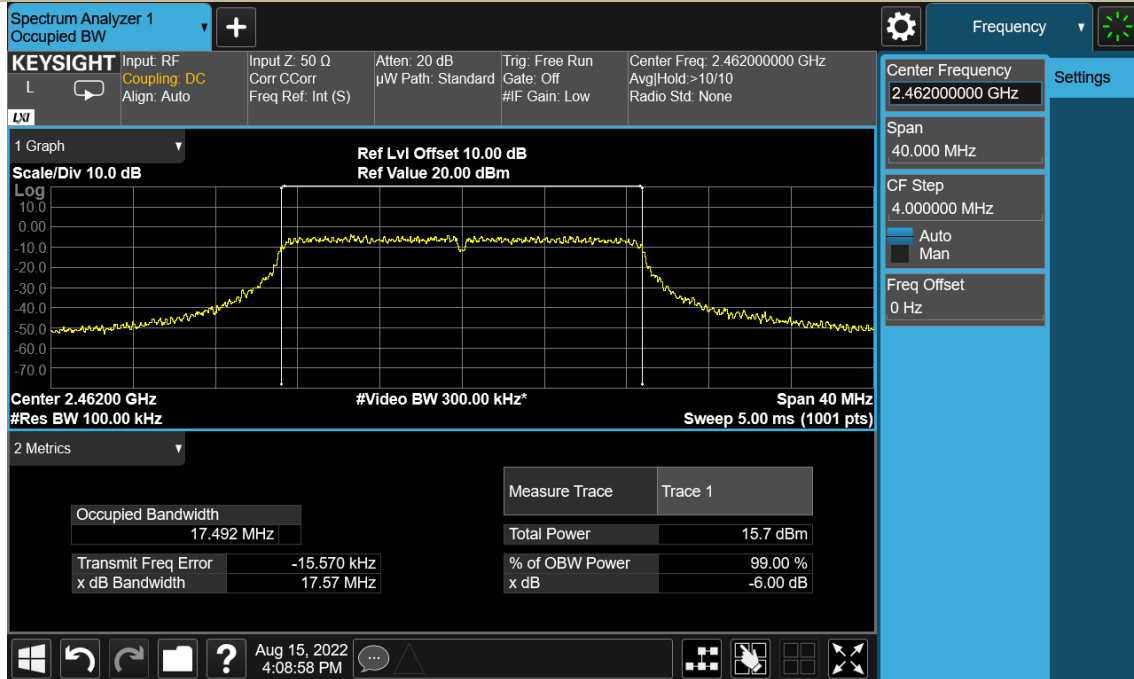 Spectrum Analyzer 1
Occupied BW
+
Frequency
KEYSIGHT
L
LXI
Input: RF
Coupling: DC
Align: Auto
Input Z: 50 Ω
Corr CCorr
Freq Ref: Int (S)
Atten: 20 dB
µW Path: Standard
Trig: Free Run
Gate: Off
#IF Gain: Low
Center Freq: 2.462000000 GHz
Avg|Hold:>10/10
Radio Std: None
Center Frequency
2.462000000 GHz
Settings
Span
40.000 MHz
CF Step
4.000000 MHz
Auto
Man
Freq Offset
0 Hz
1 Graph
Scale/Div 10.0 dB
Ref Lvl Offset 10.00 dB
Ref Value 20.00 dBm
Log
10.0
0.00
-10.0
-20.0
-30.0
-40.0
-50.0
-60.0
-70.0
Center 2.46200 GHz
#Video BW 300.00 kHz*
Span 40 MHz
#Res BW 100.00 kHz
Sweep 5.00 ms (1001 pts)
2 Metrics
Measure Trace Trace 1
Occupied Bandwidth
17.492 MHz
Total Power 15.7 dBm
Transmit Freq Error -15.570 kHz
% of OBW Power 99.00 %
x dB Bandwidth 17.57 MHz
x dB -6.00 dB
?
Aug 15, 2022
4:08:58 PM